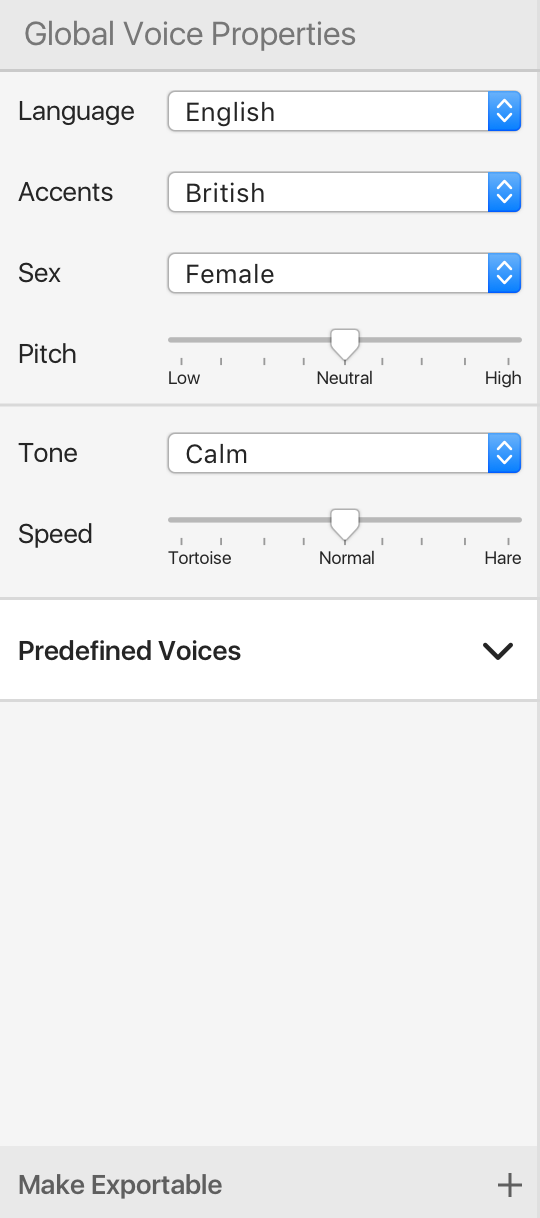 Global Voice Properties
Language English
Accents British
Sex Female
Pitch
Low Neutral High
Tone Calm
Speed
Tortoise Normal Hare
Predefined Voices
Make Exportable